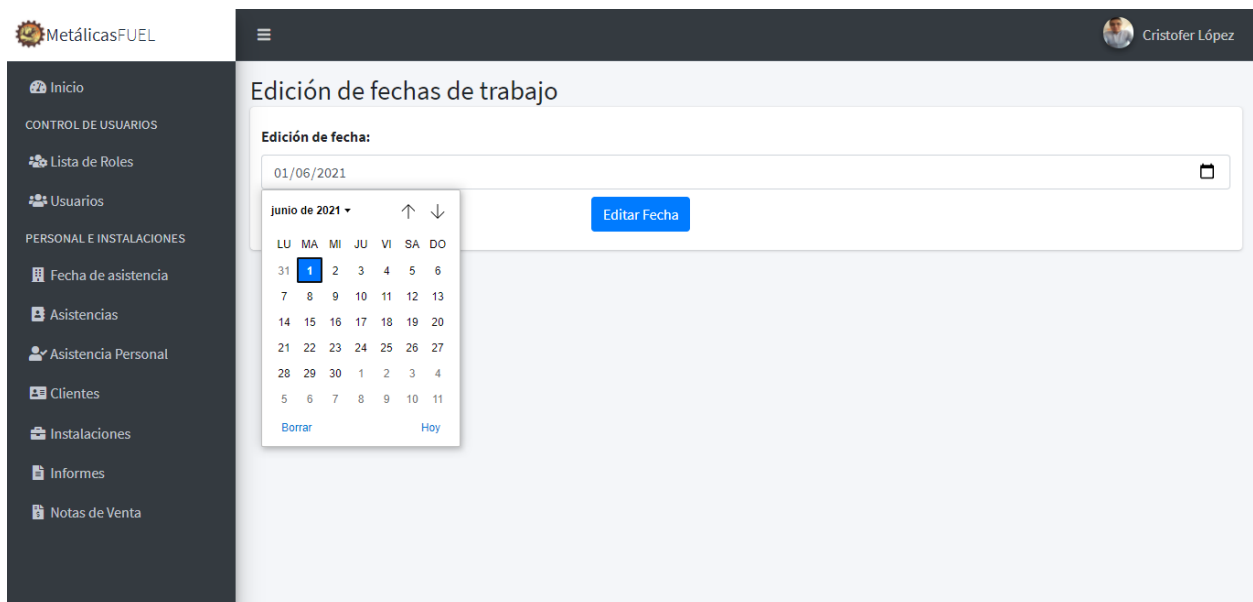 MetálicasFUEL
Cristofer López
Inicio
CONTROL DE USUARIOS
Lista de Roles
Usuarios
PERSONAL E INSTALACIONES
Fecha de asistencia
Asistencias
Asistencia Personal
Clientes
Instalaciones
Informes
Notas de Venta
Edición de fechas de trabajo
Edición de fecha:
01/06/2021
Editar Fecha
junio de 2021
LU MA MI JU VI SA DO
31 1 2 3 4 5 6
7 8 9 10 11 12 13
14 15 16 17 18 19 20
21 22 23 24 25 26 27
28 29 30 1 2 3 4
5 6 7 8 9 10 11
Borrar Hoy